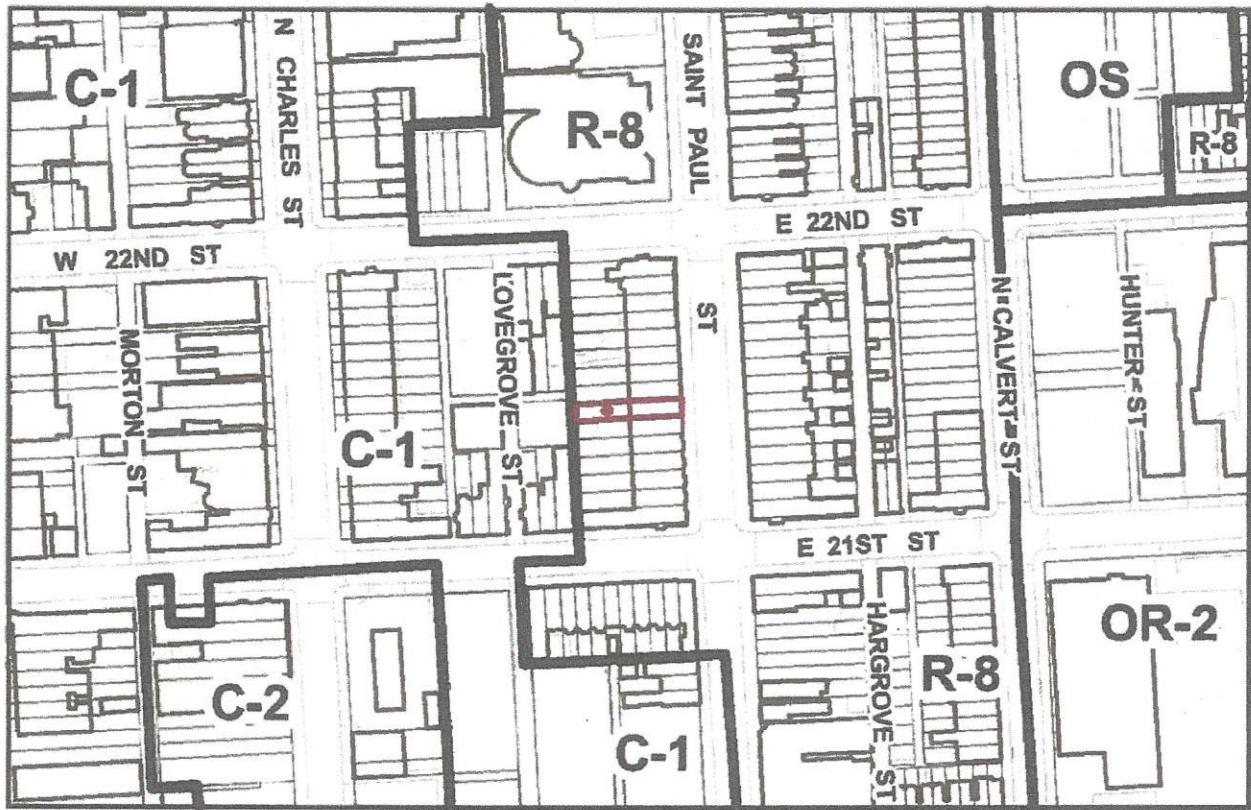 C-1
N CHARLES ST
R-8
SAINT PAUL
ST
OS
R-8
W 22ND ST
E 22ND ST
MORTON ST
C-1
LOVEGROVE ST
N CALVERT ST
HUNTER ST
E 21ST ST
C-2
C-1
HARGROVE ST
R-8
OR-2